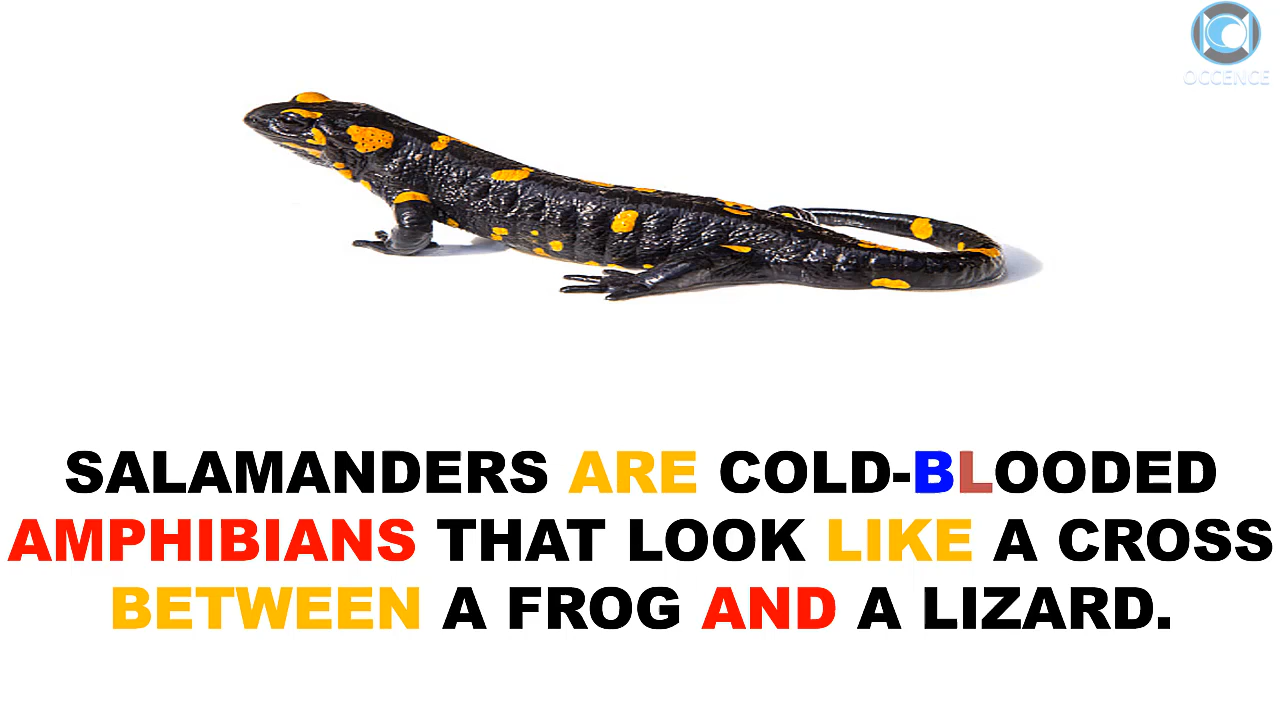 OCCENCE
SALAMANDERS ARE COLD-BLOODED
AMPHIBIANS THAT LOOK LIKE A CROSS
BETWEEN A FROG AND A LIZARD.